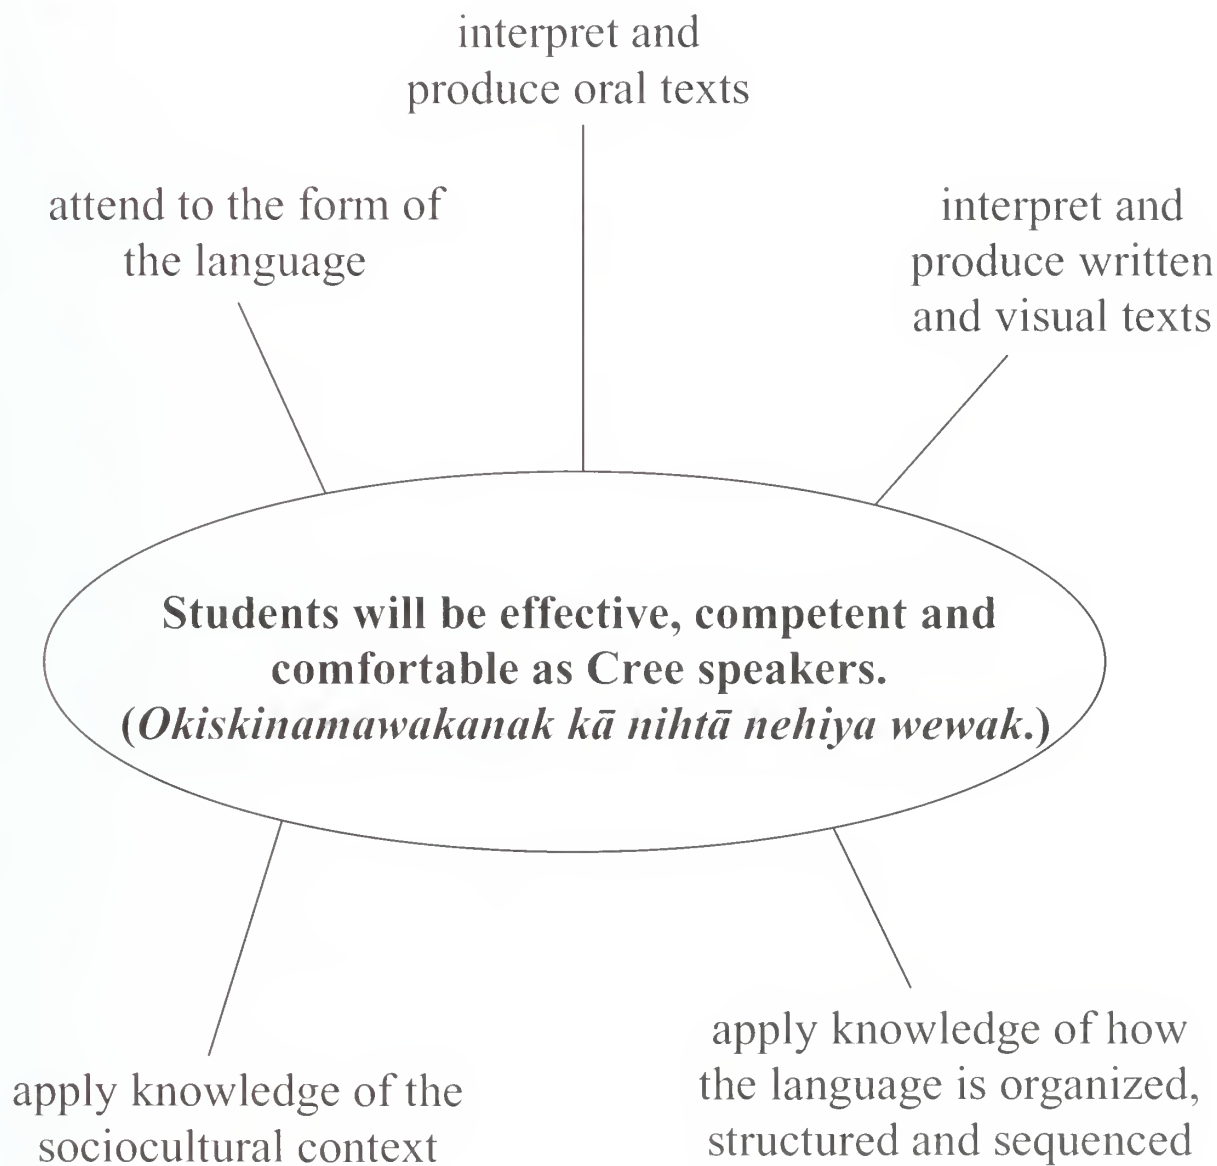 interpret and
produce oral texts
attend to the form of
the language
interpret and
produce written
and visual texts
Students will be effective, competent and
comfortable as Cree speakers.
(Okiskinamawakanak kā nihtā nehiya wewak.)
apply knowledge of the
sociocultural context
apply knowledge of how
the language is organized,
structured and sequenced